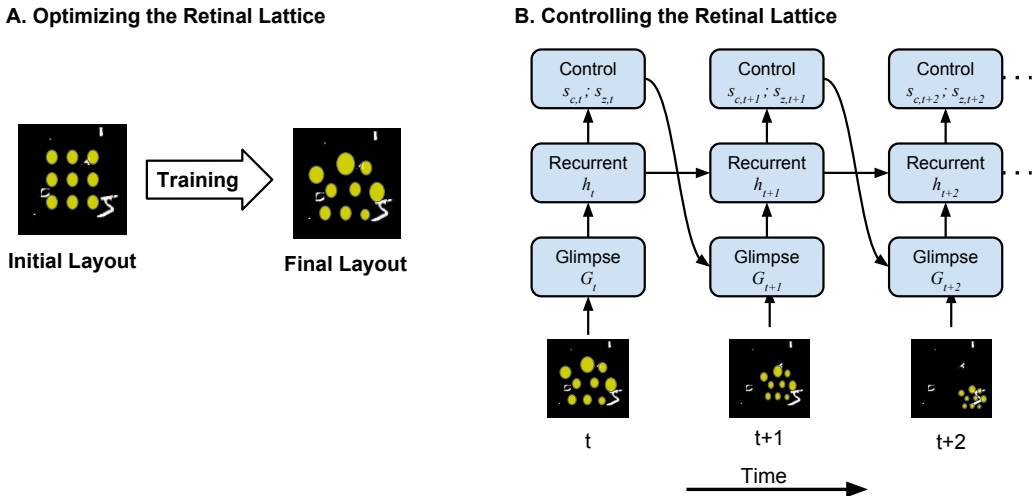 A. Optimizing the Retinal Lattice
Training
Initial Layout
Final Layout
B. Controlling the Retinal Lattice
Control
s_{c,t} ; s_{z,t}
Control
s_{c,t+1} ; s_{z,t+1}
Control
s_{c,t+2} ; s_{z,t+2}
. . .
Recurrent
h_t
Recurrent
h_{t+1}
Recurrent
h_{t+2}
. . .
Glimpse
G_t
Glimpse
G_{t+1}
Glimpse
G_{t+2}
t
t+1
t+2
Time